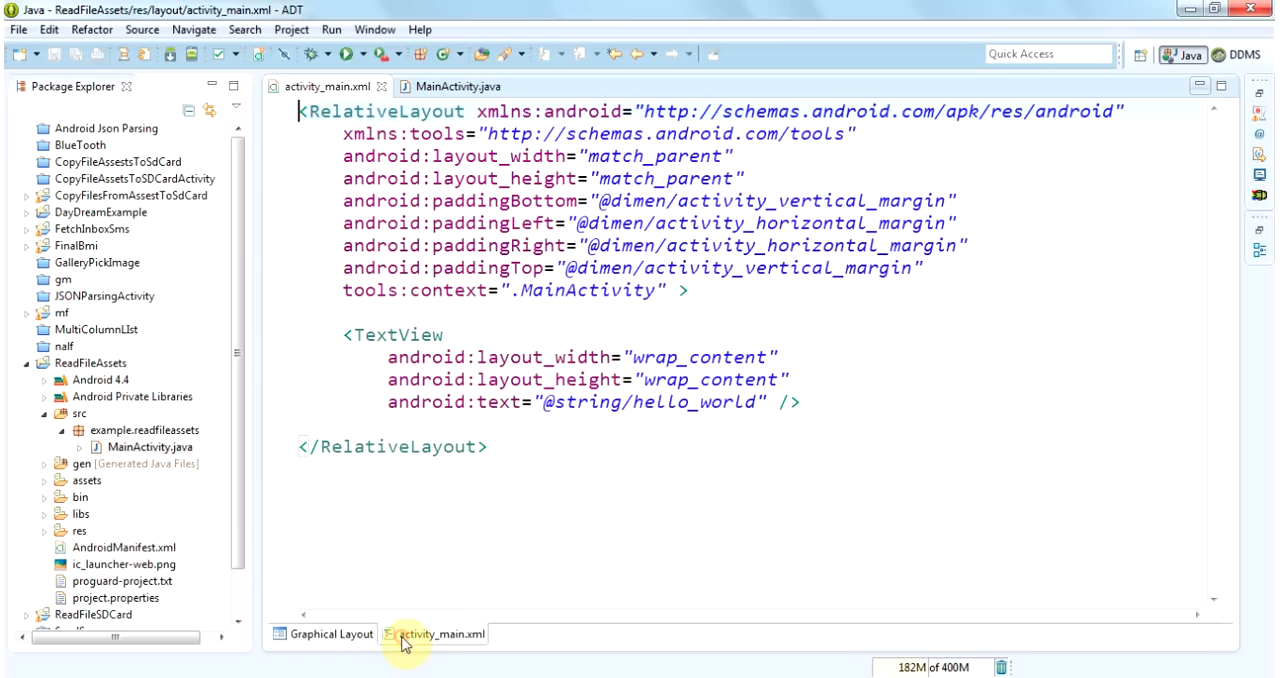 Java - ReadFileAssets/res/layout/activity_main.xml - ADT
File Edit Refactor Source Navigate Search Project Run Window Help
Quick Access
Java
DDMS
Package Explorer
activity_main.xml
MainActivity.java
Android Json Parsing
BlueTooth
CopyFileAssestsToSdCard
CopyFileAssetsToSDCardActivity
CopyFilesFromAssestToSdCard
DayDreamExample
FetchInboxSms
FinalBmi
GalleryPickImage
gm
JSONParsingActivity
mf
MultiColumnLIst
nalf
ReadFileAssets
Android 4.4
Android Private Libraries
src
example.readfileassets
MainActivity.java
gen [Generated Java Files]
assets
bin
libs
res
AndroidManifest.xml
ic_launcher-web.png
proguard-project.txt
project.properties
ReadFileSDCard
<RelativeLayout xmlns:android="http://schemas.android.com/apk/res/android"
xmlns:tools="http://schemas.android.com/tools"
android:layout_width="match_parent"
android:layout_height="match_parent"
android:paddingBottom="@dimen/activity_vertical_margin"
android:paddingLeft="@dimen/activity_horizontal_margin"
android:paddingRight="@dimen/activity_horizontal_margin"
android:paddingTop="@dimen/activity_vertical_margin"
tools:context=".MainActivity" >
<TextView
android:layout_width="wrap_content"
android:layout_height="wrap_content"
android:text="@string/hello_world" />
</RelativeLayout>
Graphical Layout
activity_main.xml
182M of 400M